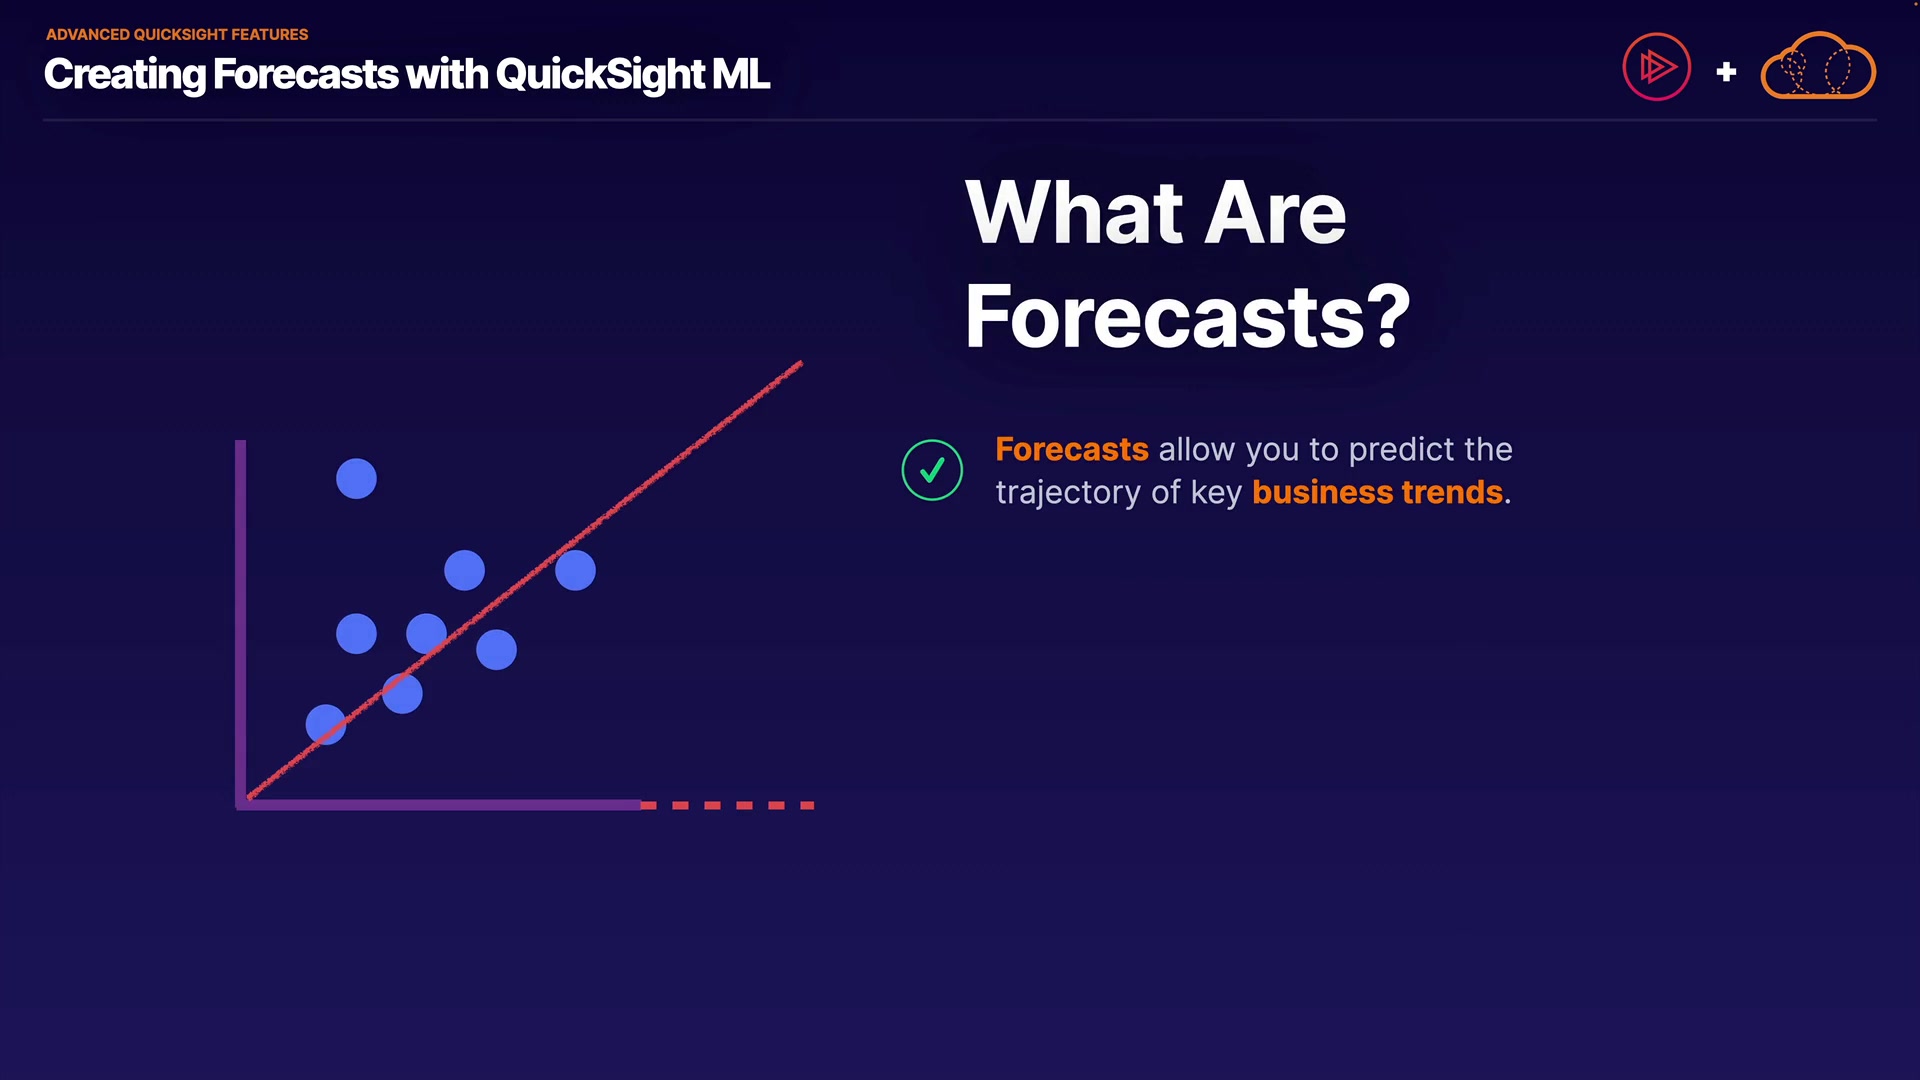 ADVANCED QUICKSIGHT FEATURES
Creating Forecasts with QuickSight ML
+
What Are
Forecasts?
Forecasts allow you to predict the
trajectory of key business trends.